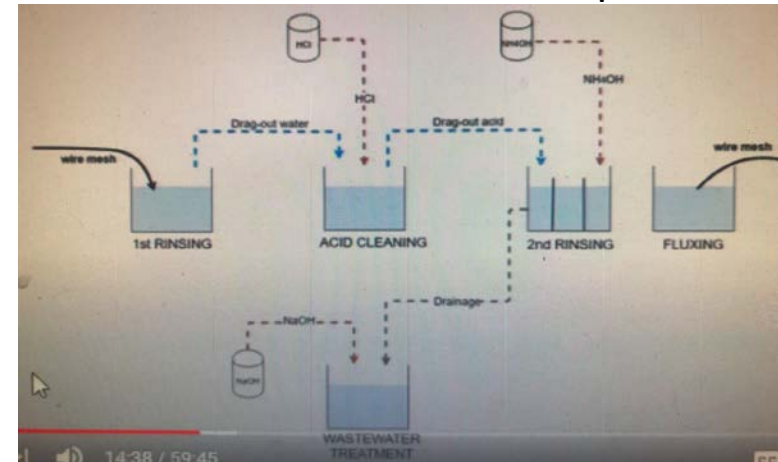 HCl
NH4OH
NH4OH
HCl
Drag-out water
Drag-out acid
wire mesh
wire mesh
1st RINSING
ACID CLEANING
2nd RINSING
FLUXING
Drainage
NaOH
NaOH
WASTEWATER
TREATMENT
14:38 / 59:45